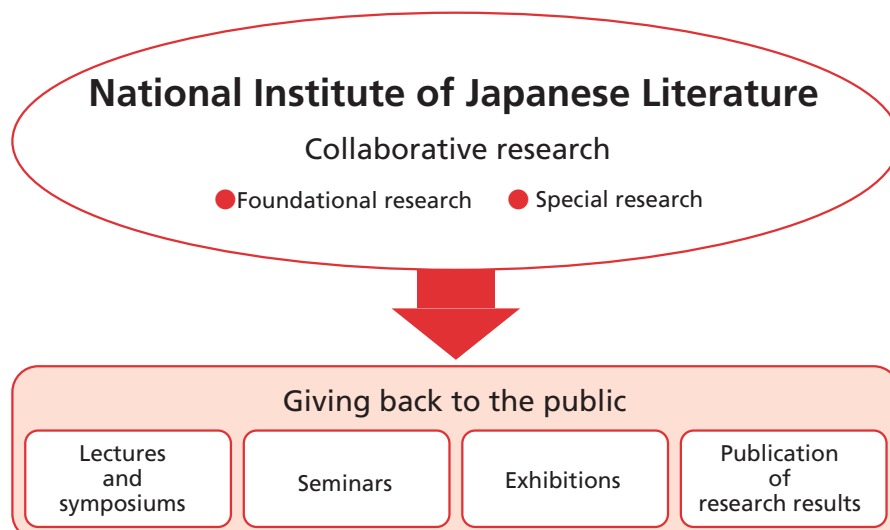 National Institute of Japanese Literature
Collaborative research
Foundational research
Special research
Giving back to the public
Lectures
and
symposiums
Seminars
Exhibitions
Publication
of
research results